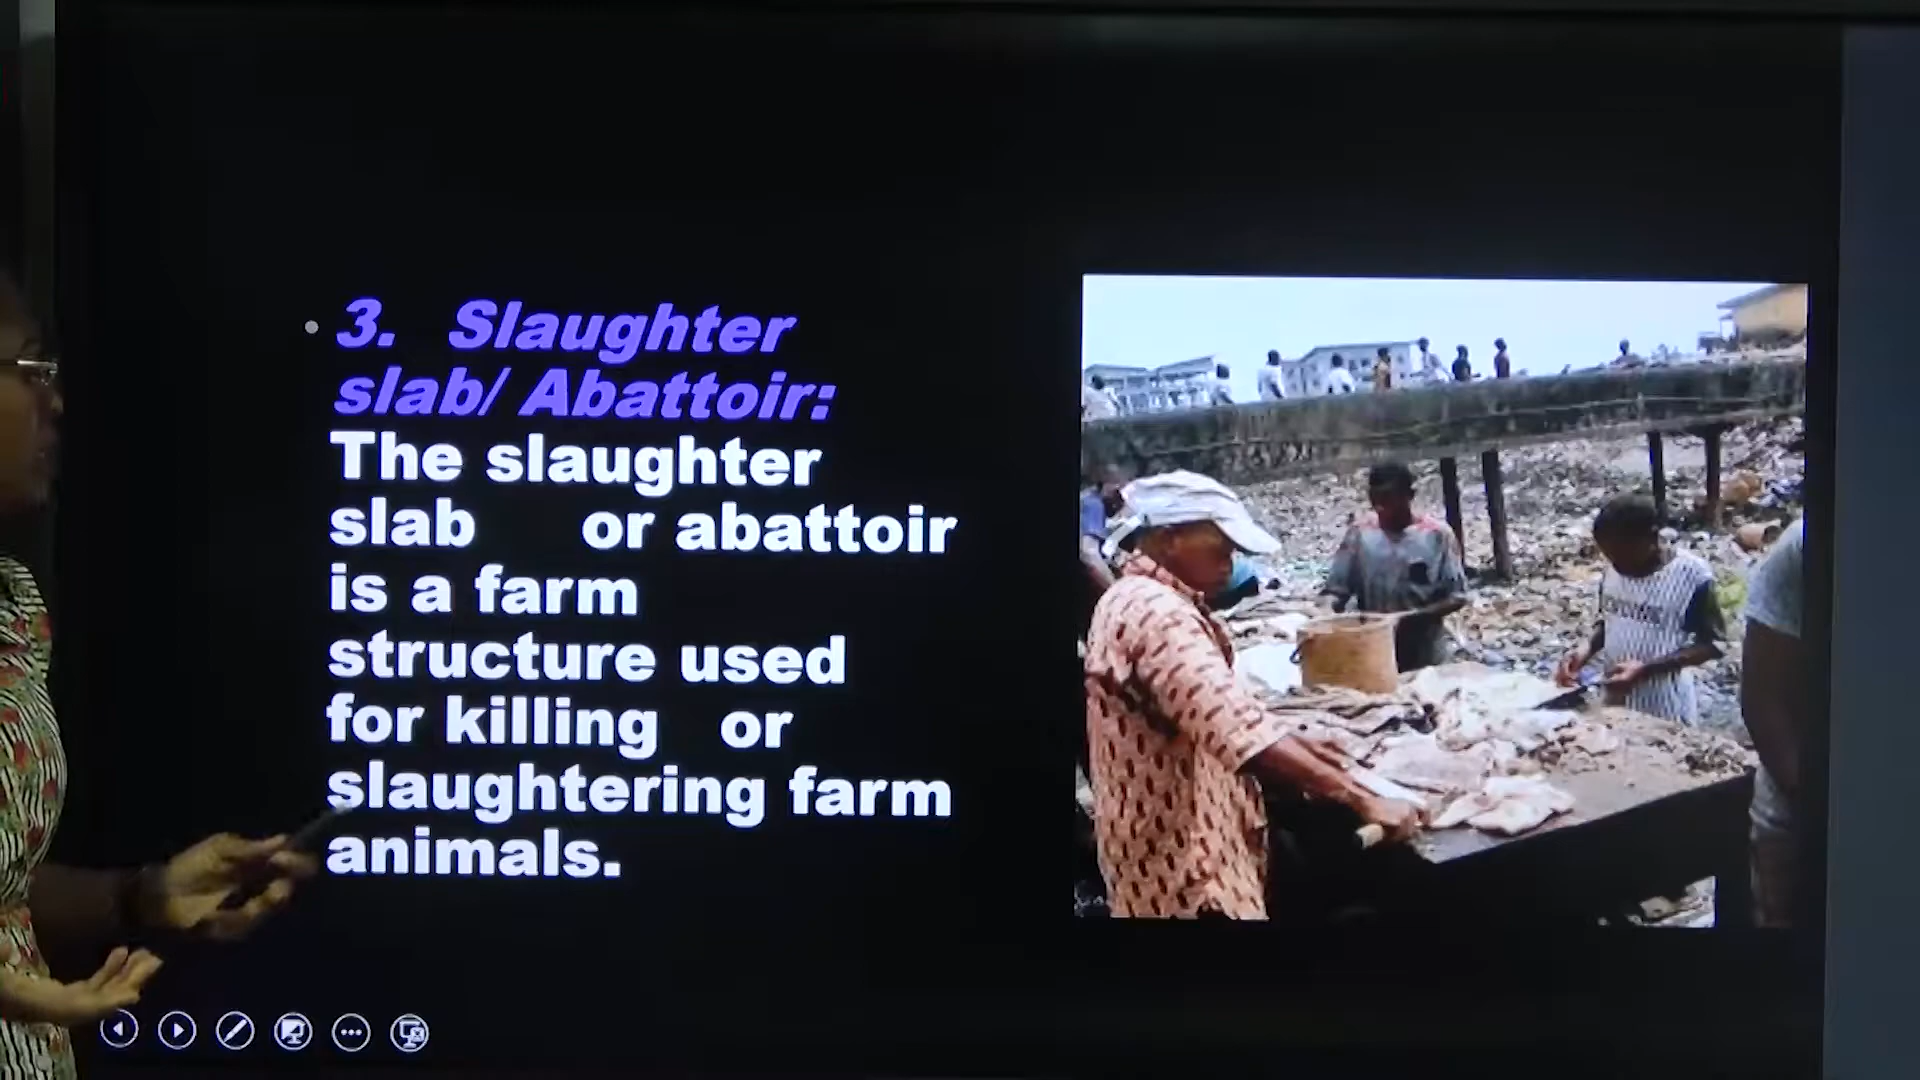 3. Slaughter
slab/ Abattoir:
The slaughter
slab or abattoir
is a farm
structure used
for killing or
slaughtering farm
animals.